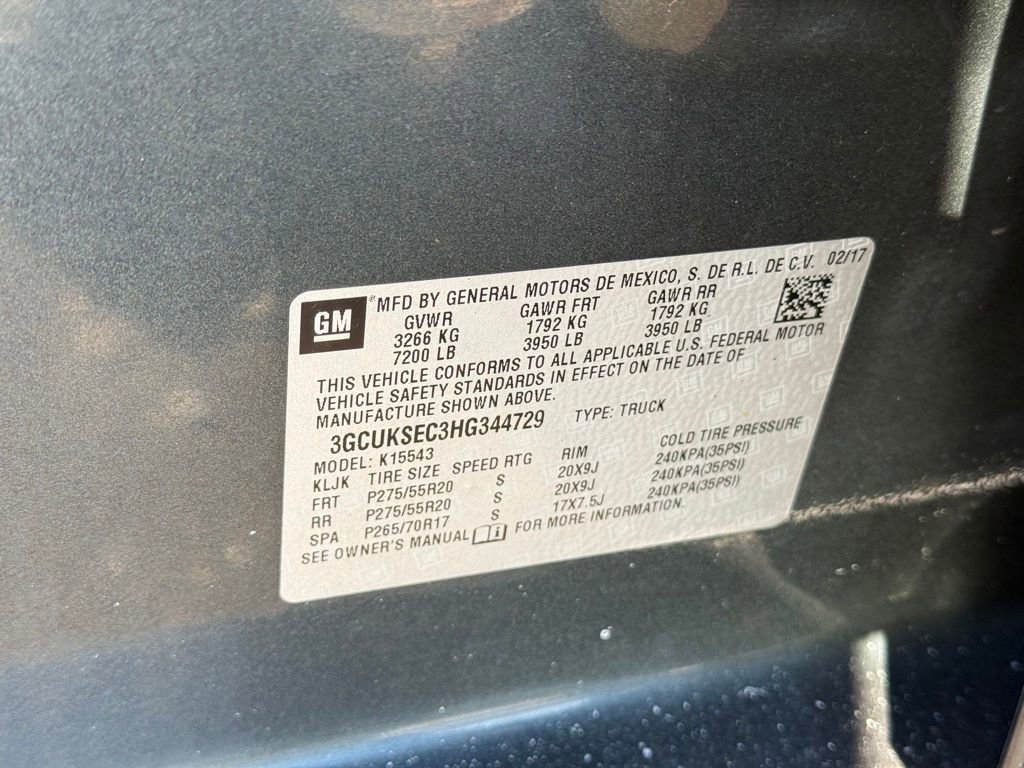 GM ® MFD BY GENERAL MOTORS DE MEXICO, S. DE R.L. DE C.V. 02/17
GVWR GAWR FRT GAWR RR
3266 KG 1792 KG 1792 KG
7200 LB 3950 LB 3950 LB
THIS VEHICLE CONFORMS TO ALL APPLICABLE U.S. FEDERAL MOTOR
VEHICLE SAFETY STANDARDS IN EFFECT ON THE DATE OF
MANUFACTURE SHOWN ABOVE.
3GCUKSEC3HG344729 TYPE: TRUCK
MODEL: K15543
KLJK TIRE SIZE SPEED RTG RIM COLD TIRE PRESSURE
FRT P275/55R20 S 20X9J 240KPA(35PSI)
RR P275/55R20 S 20X9J 240KPA(35PSI)
SPA P265/70R17 S 17X7.5J 240KPA(35PSI)
SEE OWNER'S MANUAL i FOR MORE INFORMATION.